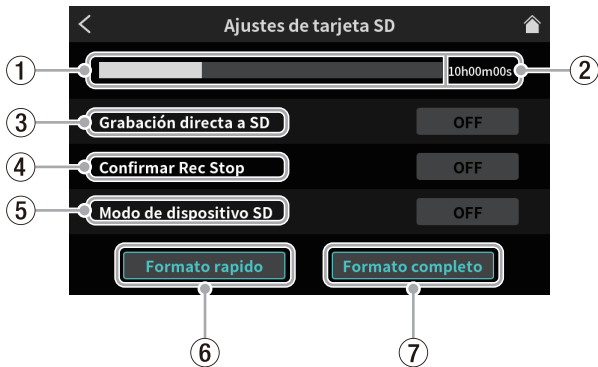 Ajustes de tarjeta SD
① 10h00m00s ②
③ Grabación directa a SD OFF
④ Confirmar Rec Stop OFF
⑤ Modo de dispositivo SD OFF
Formato rapido Formato completo
⑥ ⑦